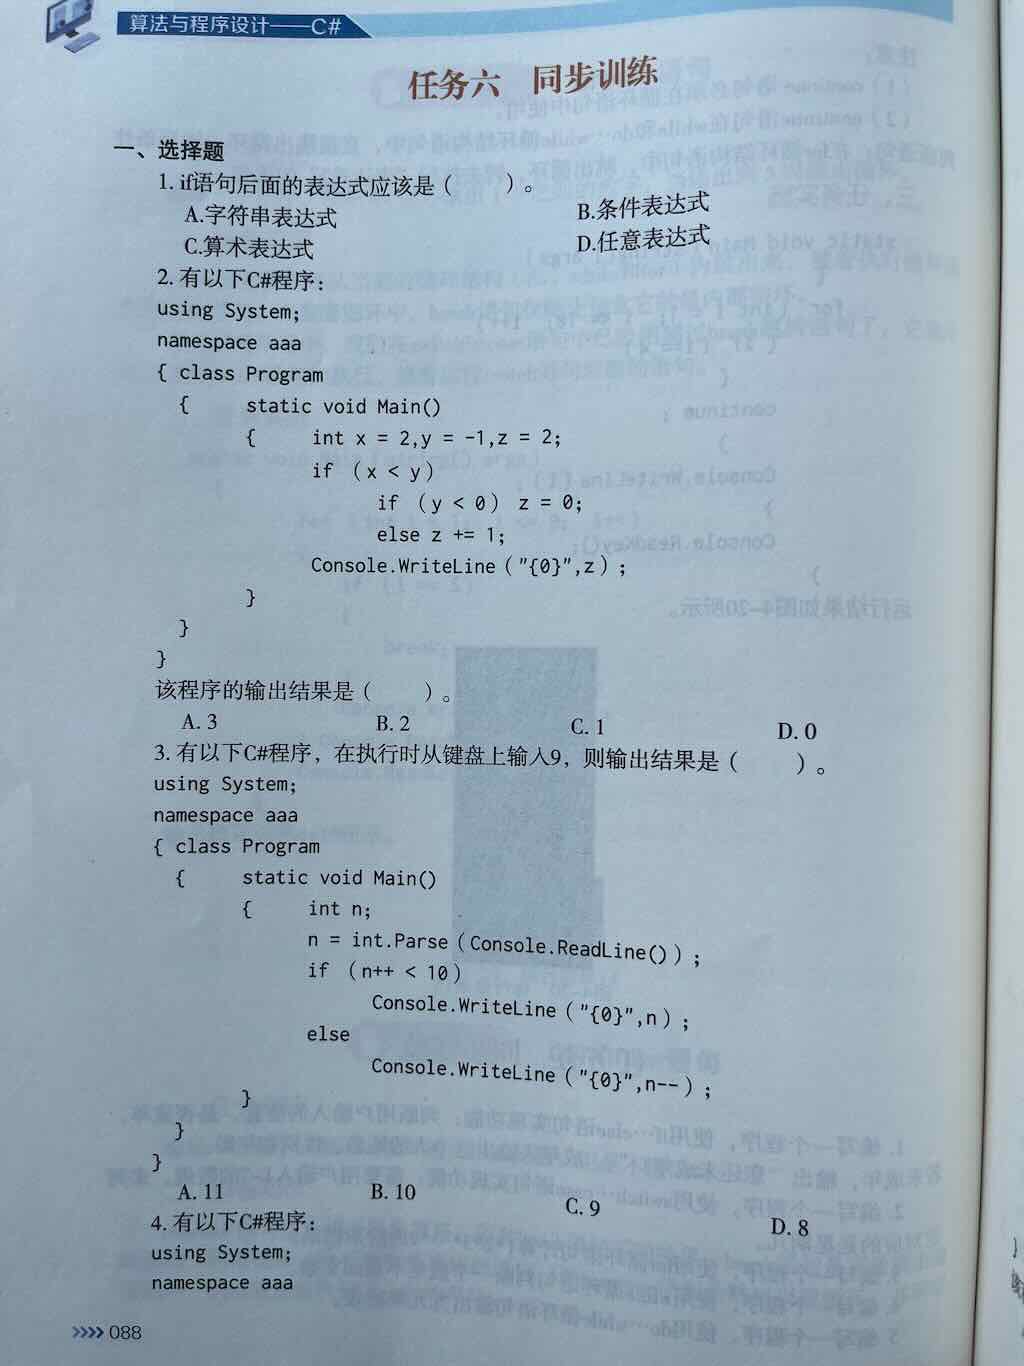 算法与程序设计——C#
任务六 同步训练
一、选择题
1. if语句后面的表达式应该是（ ）。
A.字符串表达式 B.条件表达式
C.算术表达式 D.任意表达式
2. 有以下C#程序：
using System;
namespace aaa
{ class Program
{ static void Main()
{ int x = 2,y = -1,z = 2;
if （x < y）
if （y < 0） z = 0;
else z += 1;
Console.WriteLine（"{0}",z）;
}
}
}
该程序的输出结果是（ ）。
A. 3 B. 2 C. 1 D. 0
3. 有以下C#程序，在执行时从键盘上输入9，则输出结果是（ ）。
using System;
namespace aaa
{ class Program
{ static void Main()
{ int n;
n = int.Parse（Console.ReadLine()）;
if （n++ < 10）
Console.WriteLine（"{0}",n）;
else
Console.WriteLine（"{0}",n--）;
}
}
}
A. 11 B. 10 C. 9 D. 8
4. 有以下C#程序：
using System;
namespace aaa
>>>> 088